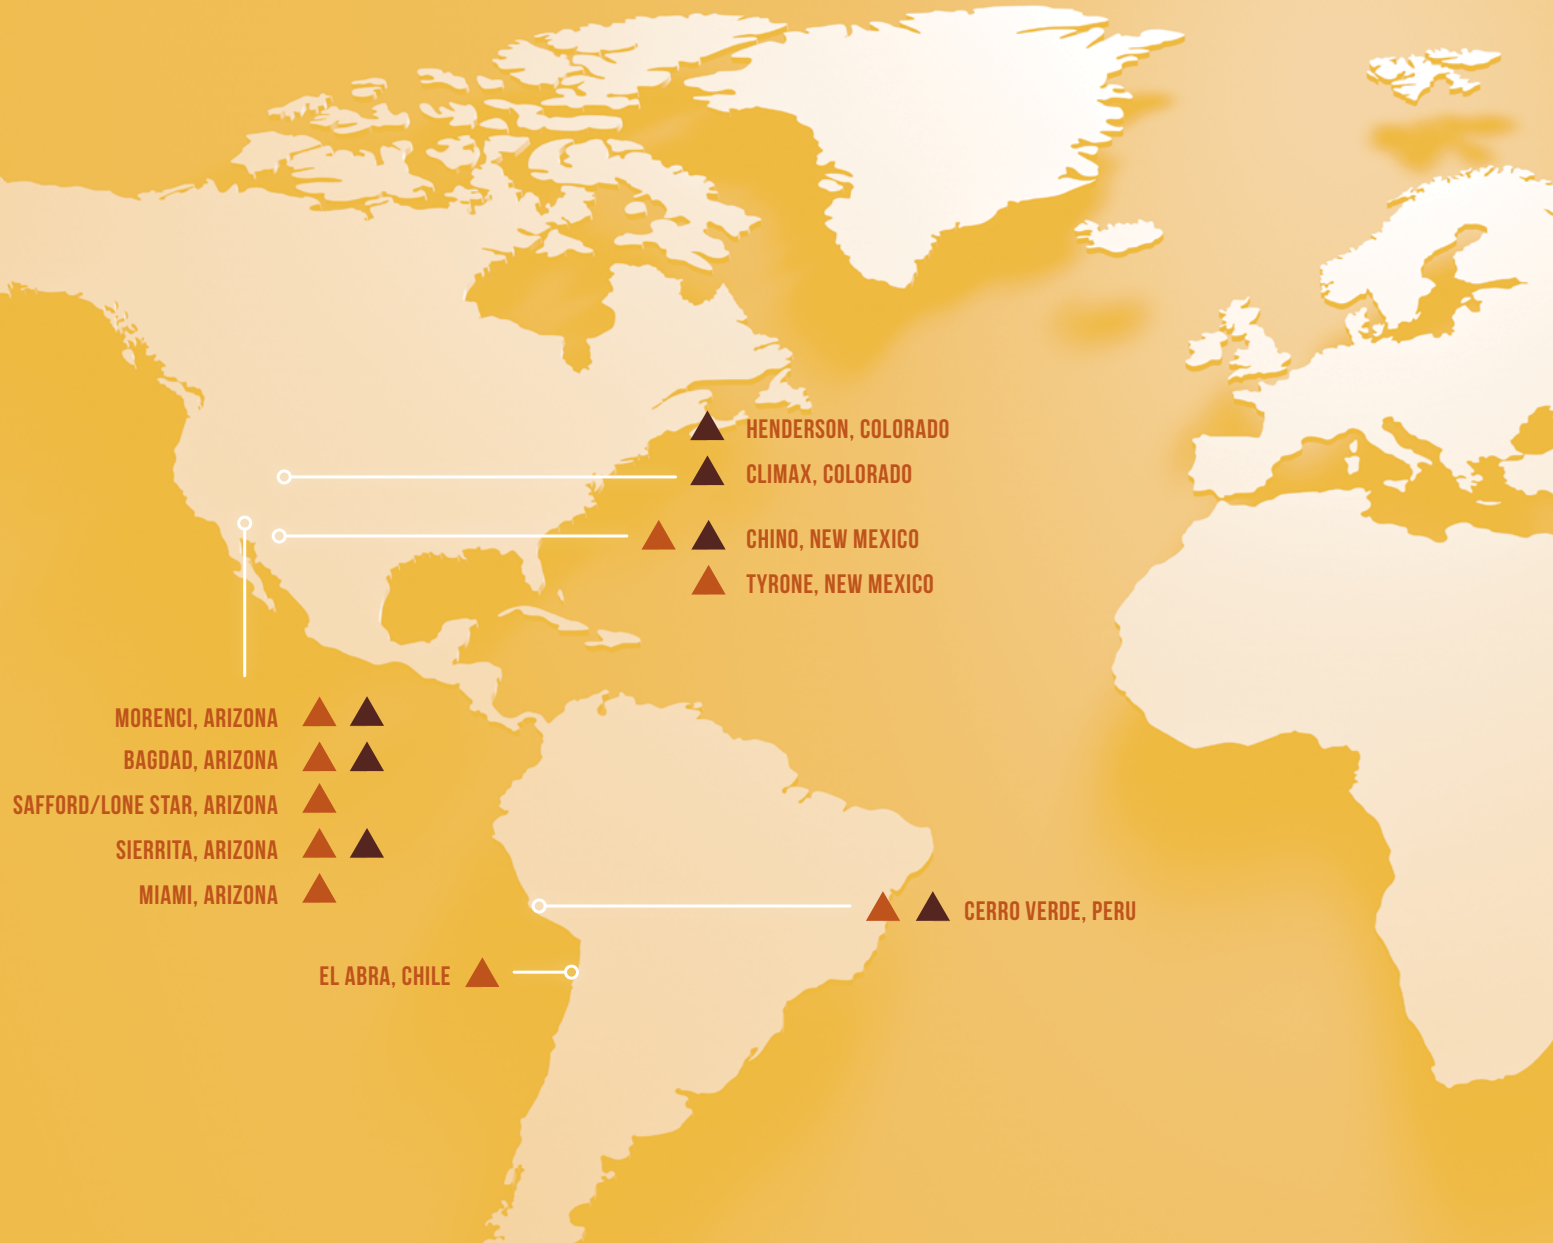 HENDERSON, COLORADO
CLIMAX, COLORADO
CHINO, NEW MEXICO
TYRONE, NEW MEXICO
MORENCI, ARIZONA
BAGDAD, ARIZONA
SAFFORD/LONE STAR, ARIZONA
SIERRITA, ARIZONA
MIAMI, ARIZONA
CERRO VERDE, PERU
EL ABRA, CHILE